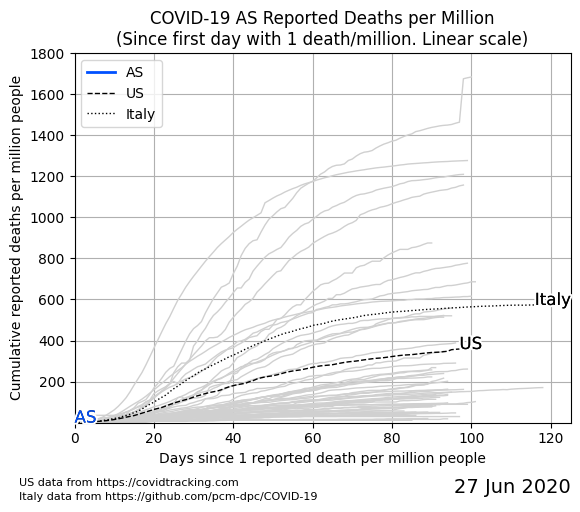 COVID-19 AS Reported Deaths per Million
(Since first day with 1 death/million. Linear scale)
Cumulative reported deaths per million people
1800
1600
1400
1200
1000
800
600
400
200
AS
US
Italy
Italy
US
AS
0
20
40
60
80
100
120
Days since 1 reported death per million people
US data from https://covidtracking.com
Italy data from https://github.com/pcm-dpc/COVID-19
27 Jun 2020